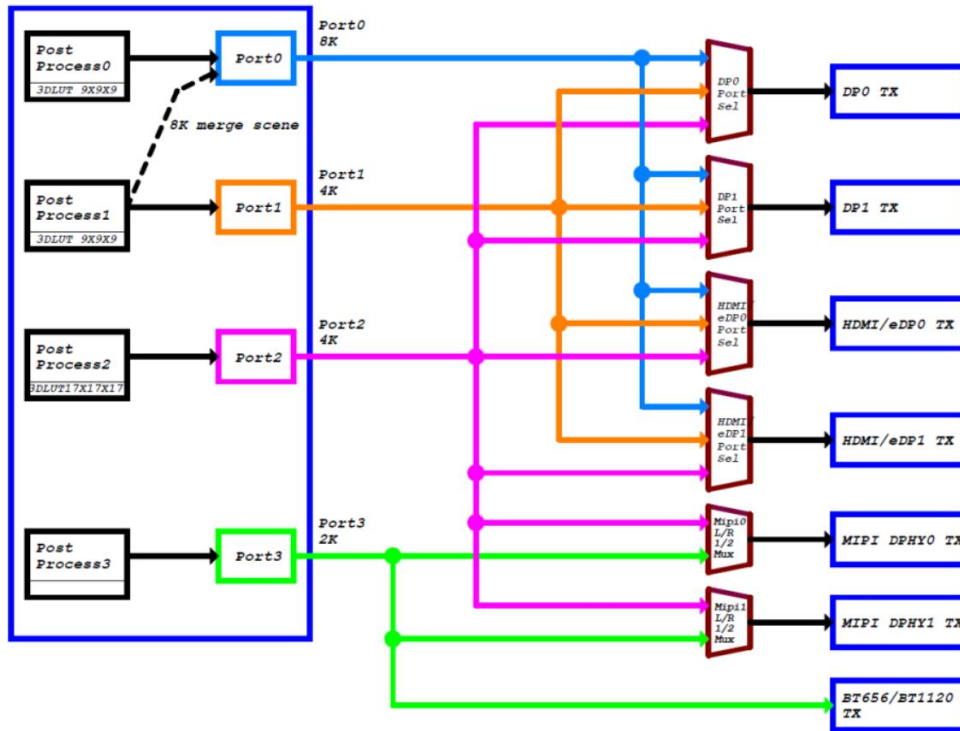 Post
Process0
3DLUT 9X9X9
Port0
Port0
8K
8K merge scene
DP0
Port
Sel
DP0 TX
Post
Process1
3DLUT 9X9X9
Port1
Port1
4K
DP1
Port
Sel
DP1 TX
HDMI/
eDP0
Port
Sel
HDMI/eDP0 TX
Post
Process2
3DLUT17X17X17
Port2
Port2
4K
HDMI/
eDP1
Port
Sel
HDMI/eDP1 TX
Post
Process3
Port3
Port3
2K
Mipi0
L/R
1/2
Mux
MIPI DPHY0 TX
Mipi1
L/R
1/2
Mux
MIPI DPHY1 TX
BT656/BT1120
TX